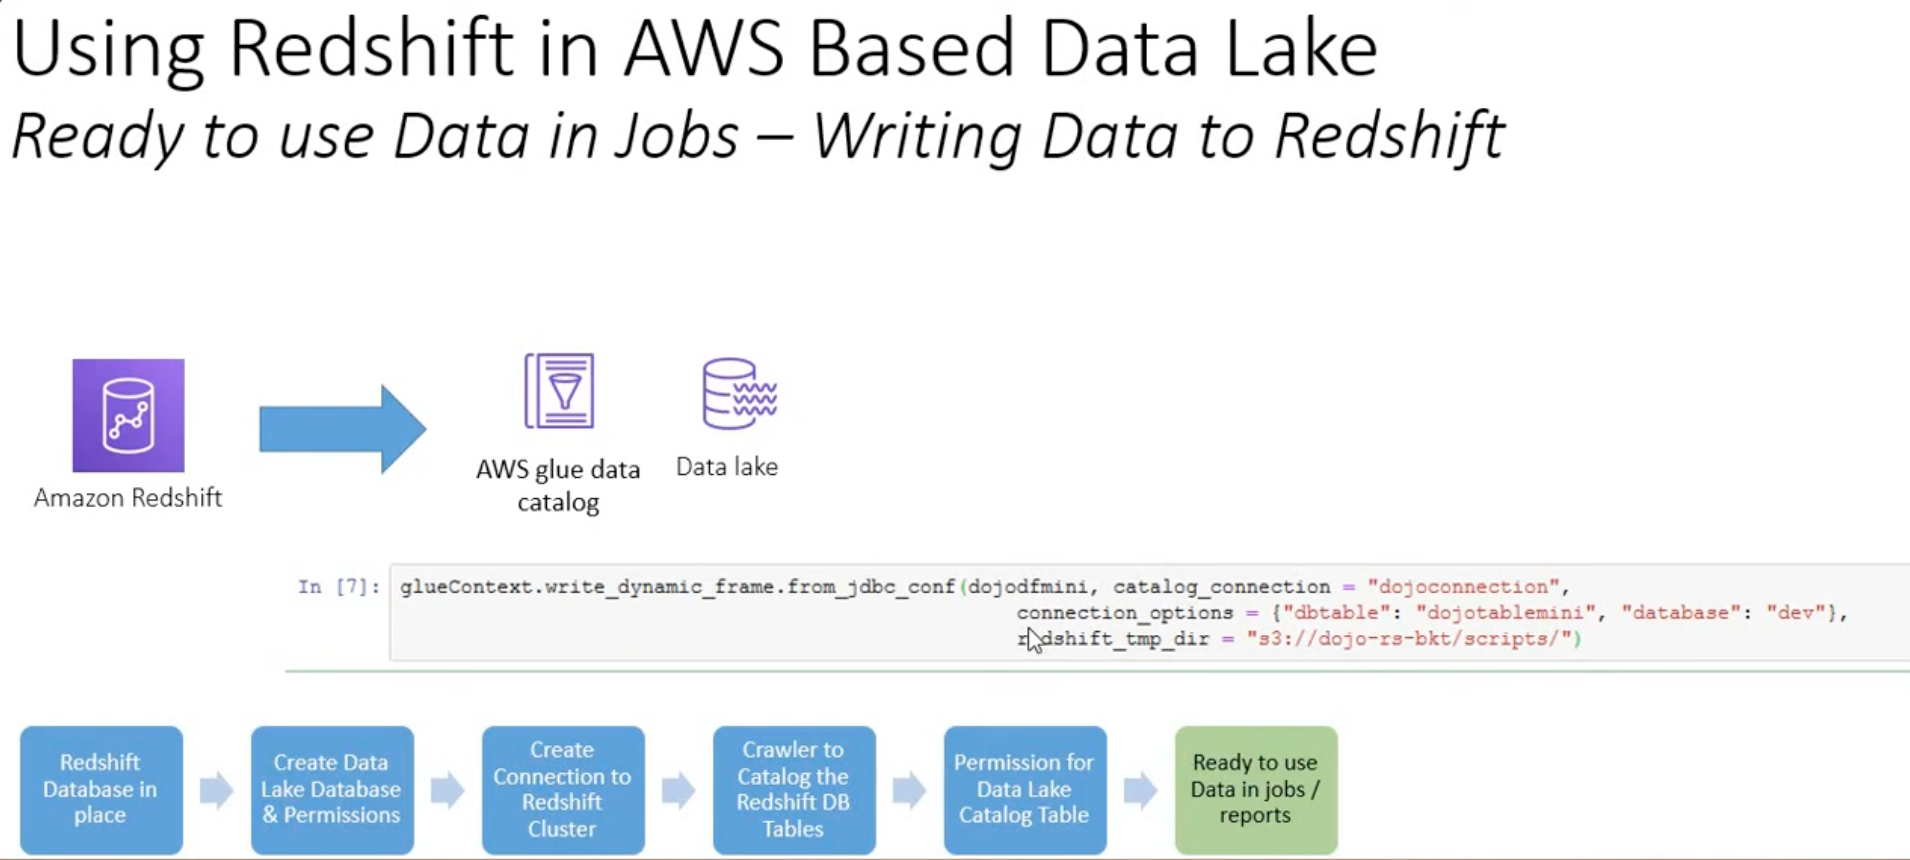 Using Redshift in AWS Based Data Lake
Ready to use Data in Jobs – Writing Data to Redshift
Amazon Redshift
AWS glue data
catalog
Data lake
In [7]: glueContext.write_dynamic_frame.from_jdbc_conf(dojodfmini, catalog_connection = "dojoconnection",
connection_options = {"dbtable": "dojotablemini", "database": "dev"},
redshift_tmp_dir = "s3://dojo-rs-bkt/scripts/")
Redshift
Database in
place
Create Data
Lake Database
& Permissions
Create
Connection to
Redshift
Cluster
Crawler to
Catalog the
Redshift DB
Tables
Permission for
Data Lake
Catalog Table
Ready to use
Data in jobs /
reports